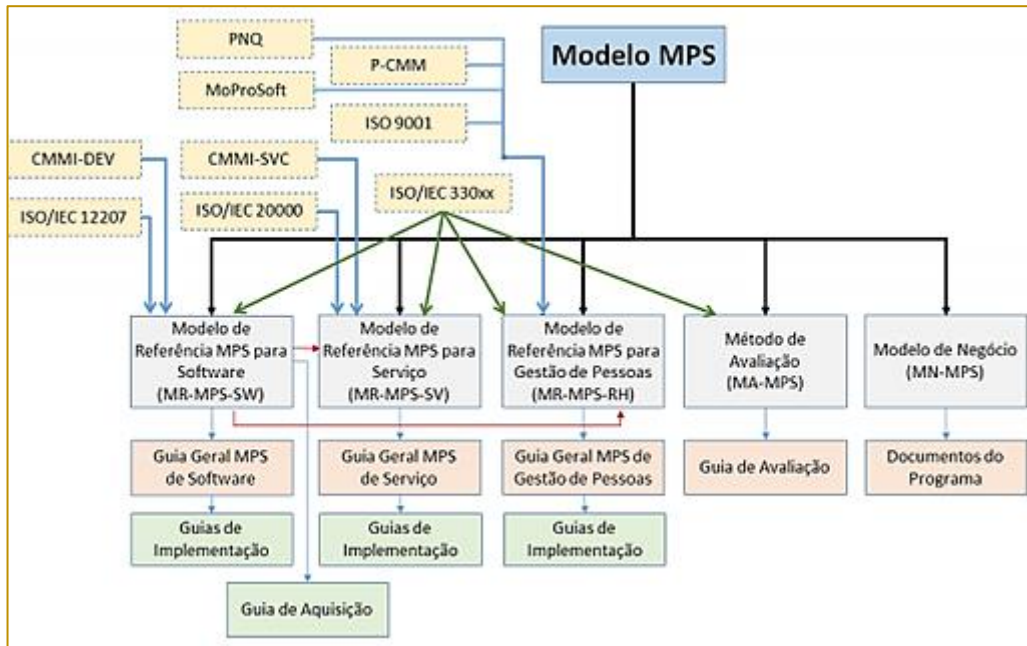 PNQ
P-CMM
Modelo MPS
MoProSoft
ISO 9001
CMMI-DEV
CMMI-SVC
ISO/IEC 330xx
ISO/IEC 12207
ISO/IEC 20000
Modelo de
Referência MPS para
Software
(MR-MPS-SW)
Modelo de
Referência MPS para
Serviço
(MR-MPS-SV)
Modelo de
Referência MPS para
Gestão de Pessoas
(MR-MPS-RH)
Método de
Avaliação
(MA-MPS)
Modelo de Negócio
(MN-MPS)
Guia Geral MPS
de Software
Guia Geral MPS
de Serviço
Guia Geral MPS de
Gestão de Pessoas
Guia de Avaliação
Documentos do
Programa
Guias de
Implementação
Guias de
Implementação
Guias de
Implementação
Guia de Aquisição